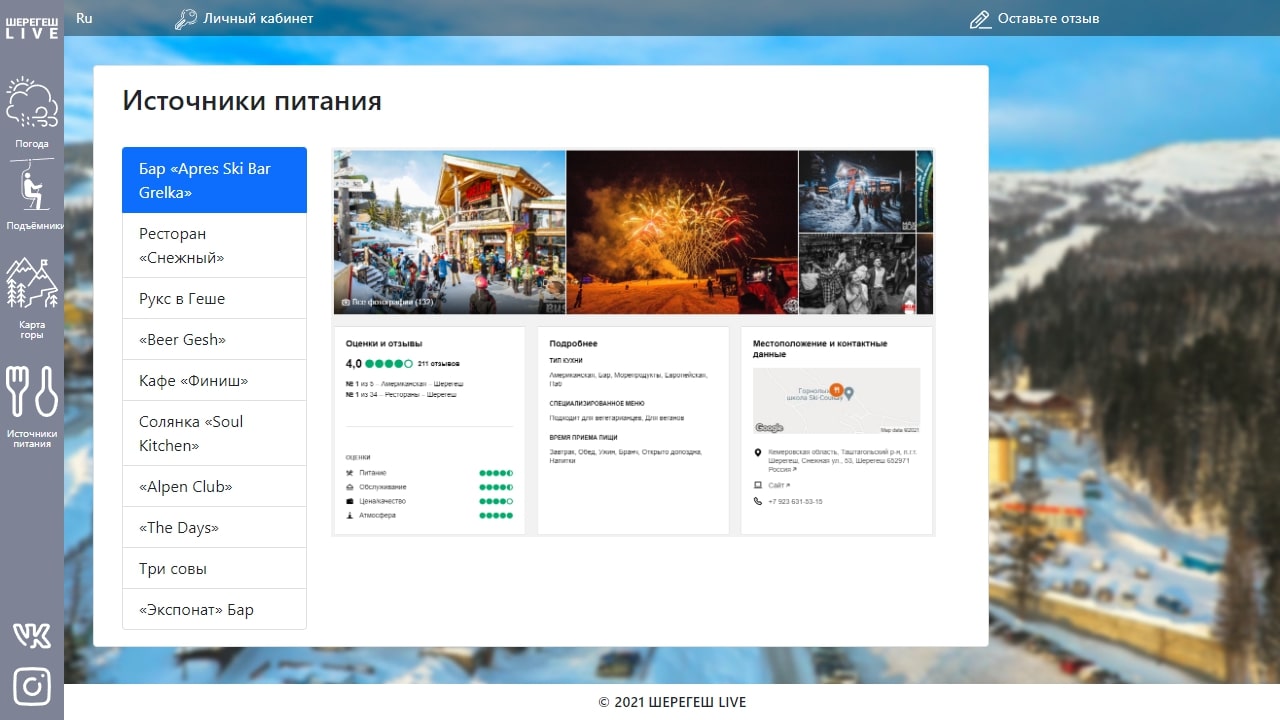 ШЕРЕГЕШ
LIVE
Ru
Личный кабинет
Оставьте отзыв
Погода
Подъёмники
Карта
горы
Источники
питания
Источники питания
Бар «Apres Ski Bar
Grelka»
Ресторан
«Снежный»
Рукс в Геше
«Beer Gesh»
Кафе «Финиш»
Солянка «Soul
Kitchen»
«Alpen Club»
«The Days»
Три совы
«Экспонат» Бар
Все фотографии (132)
Оценки и отзывы
4,0 211 отзывов
№ 1 из 5 – Американская – Шерегеш
№ 1 из 34 – Рестораны – Шерегеш
ОЦЕНКИ
Питание
Обслуживание
Цена/качество
Атмосфера
Подробнее
ТИП КУХНИ
Американская, Бар, Морепродукты, Европейская,
Паб
СПЕЦИАЛИЗИРОВАННОЕ МЕНЮ
Подходит для вегетарианцев, Для веганов
ВРЕМЯ ПРИЕМА ПИЩИ
Завтрак, Обед, Ужин, Бранч, Открыто допоздна,
Напитки
Местоположение и контактные
данные
Горнолыж
школа Ski-Coukay
Google
Map data ©2021
Кемеровская область, Таштагольский р-н, п.г.т.
Шерегеш, Снежная ул., 53, Шерегеш 652971
Россия
Сайт
+7 923 631-53-15
VK
© 2021 ШЕРЕГЕШ LIVE